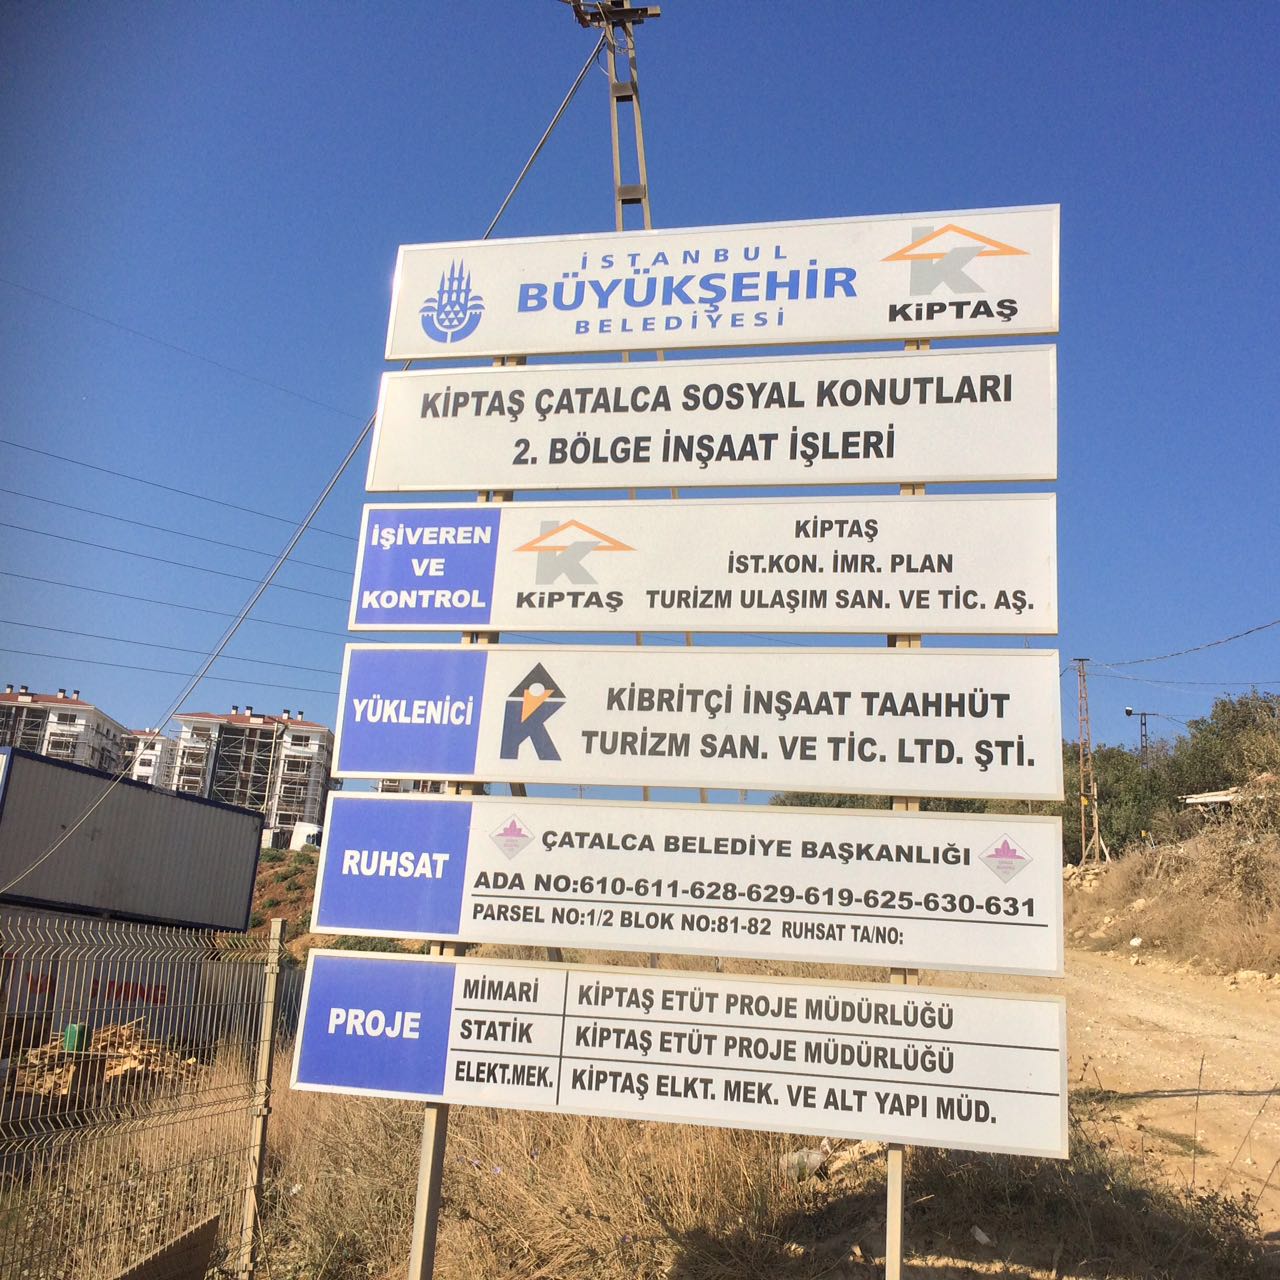 İSTANBUL
BÜYÜKŞEHİR
BELEDİYESİ
KiPTAŞ
KİPTAŞ ÇATALCA SOSYAL KONUTLARI
2. BÖLGE İNŞAAT İŞLERİ
İŞİVEREN
VE
KONTROL
KiPTAŞ
KİPTAŞ
İST.KON. İMR. PLAN
TURİZM ULAŞIM SAN. VE TİC. AŞ.
YÜKLENİCİ
KİBRİTÇİ İNŞAAT TAAHHÜT
TURİZM SAN. VE TİC. LTD. ŞTİ.
RUHSAT
ÇATALCA BELEDİYE BAŞKANLIĞI
ADA NO:610-611-628-629-619-625-630-631
PARSEL NO:1/2 BLOK NO:81-82 RUHSAT TA/NO:
PROJE
MİMARİ KİPTAŞ ETÜT PROJE MÜDÜRLÜĞÜ
STATİK KİPTAŞ ETÜT PROJE MÜDÜRLÜĞÜ
ELEKT.MEK. KİPTAŞ ELKT. MEK. VE ALT YAPI MÜD.